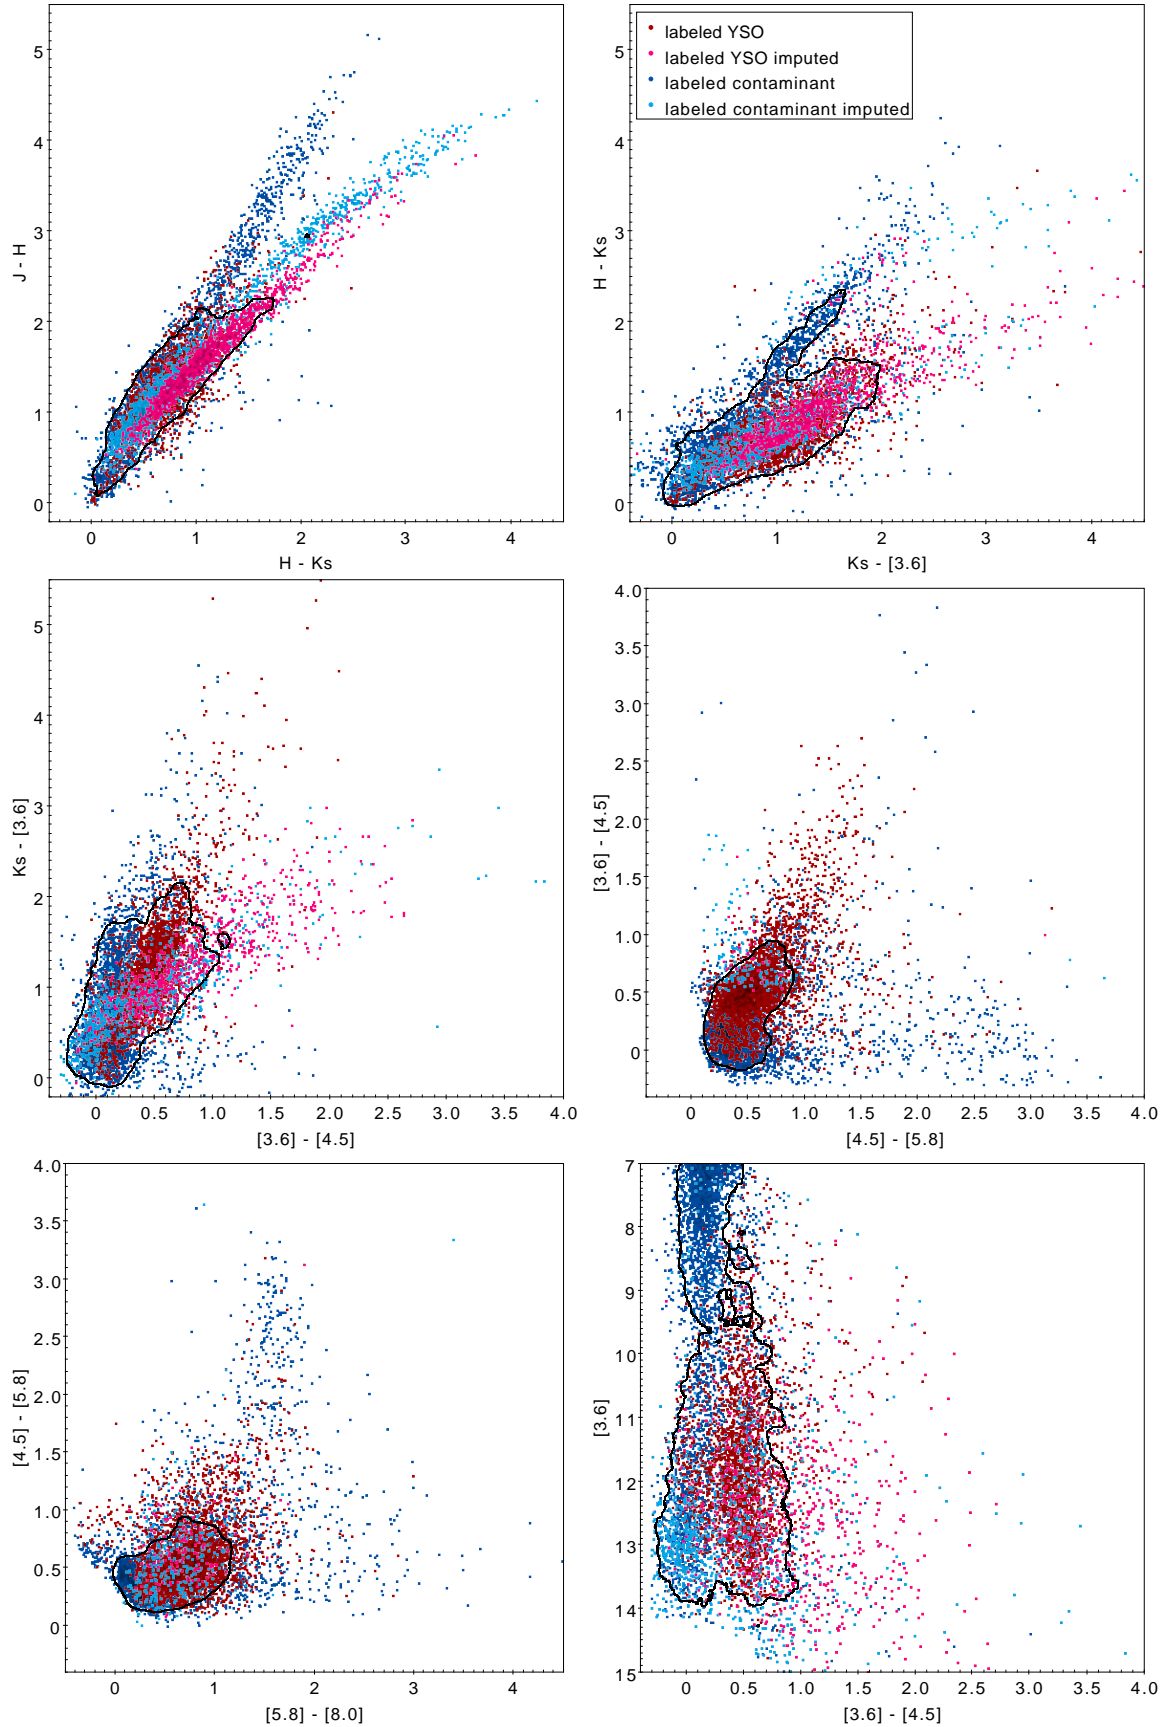 5
4
3
2
1
0
J - H
0 1 2 3 4
H - Ks
labeled YSO
labeled YSO imputed
labeled contaminant
labeled contaminant imputed
5
4
3
2
1
0
H - Ks
0 1 2 3 4
Ks - [3.6]
5
4
3
2
1
0
Ks - [3.6]
0 0.5 1.0 1.5 2.0 2.5 3.0 3.5 4.0
[3.6] - [4.5]
4.0
3.5
3.0
2.5
2.0
1.5
1.0
0.5
0
[3.6] - [4.5]
0 0.5 1.0 1.5 2.0 2.5 3.0 3.5 4.0
[4.5] - [5.8]
4.0
3.5
3.0
2.5
2.0
1.5
1.0
0.5
0
[4.5] - [5.8]
0 1 2 3 4
[5.8] - [8.0]
7
8
9
10
11
12
13
14
15
[3.6]
0 0.5 1.0 1.5 2.0 2.5 3.0 3.5 4.0
[3.6] - [4.5]